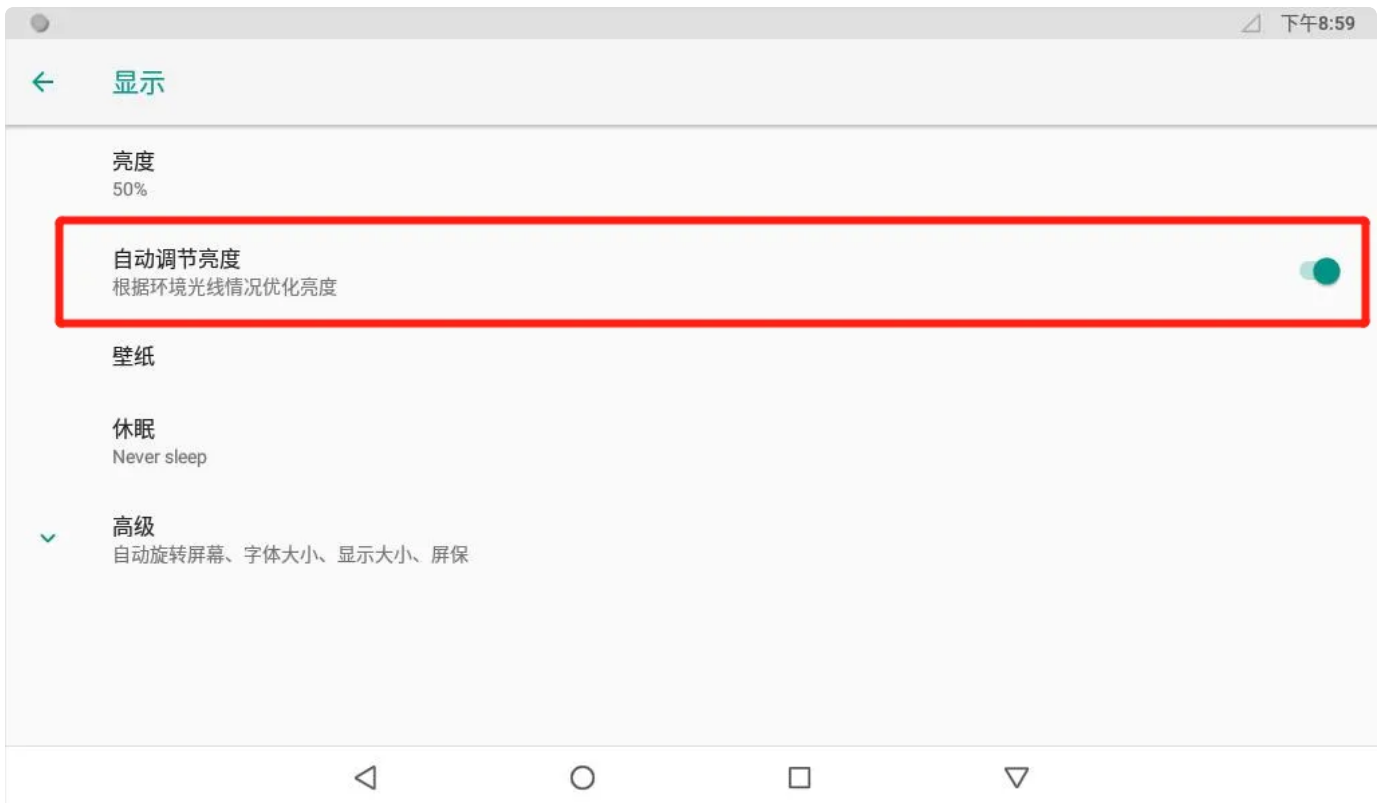 下午8:59
显示
亮度
50%
自动调节亮度
根据环境光线情况优化亮度
壁纸
休眠
Never sleep
高级
自动旋转屏幕、字体大小、显示大小、屏保